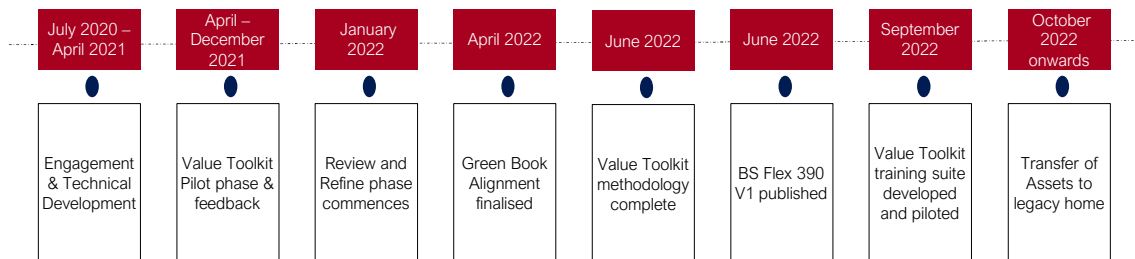 July 2020 –
April 2021
April –
December
2021
January
2022
April 2022
June 2022
June 2022
September
2022
October
2022
onwards
Engagement
& Technical
Development
Value Toolkit
Pilot phase &
feedback
Review and
Refine phase
commences
Green Book
Alignment
finalised
Value Toolkit
methodology
complete
BS Flex 390
V1 published
Value Toolkit
training suite
developed
and piloted
Transfer of
Assets to
legacy home